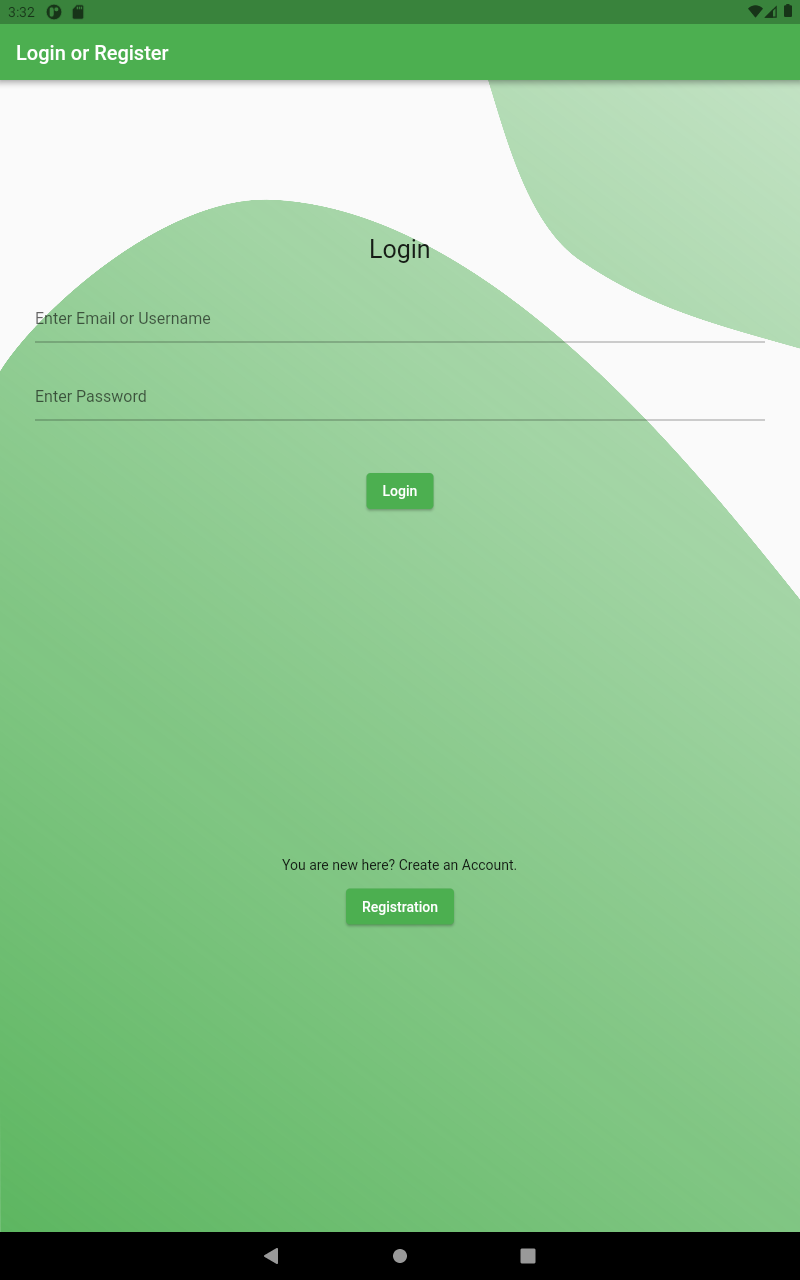 3:32
Login or Register
Login
Enter Email or Username
Enter Password
Login
You are new here? Create an Account.
Registration